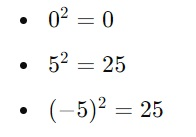 • 0² = 0
• 5² = 25
• (−5)² = 25